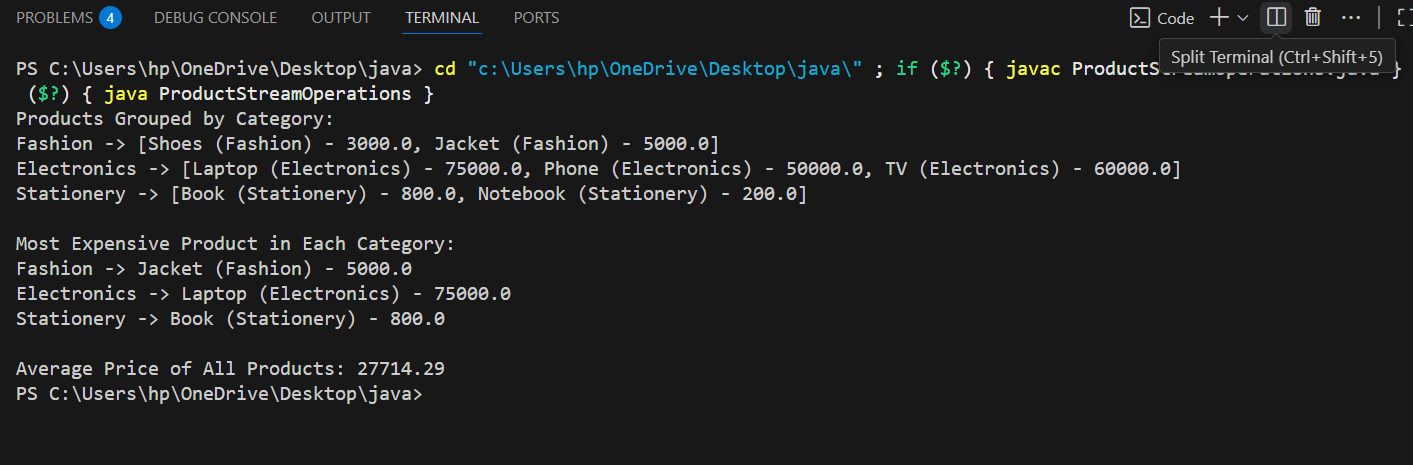 PROBLEMS 4 DEBUG CONSOLE OUTPUT TERMINAL PORTS Code
Split Terminal (Ctrl+Shift+5)
PS C:\Users\hp\OneDrive\Desktop\java> cd "c:\Users\hp\OneDrive\Desktop\java\" ; if ($?) { javac ProductStreamOperations.java }
($?) { java ProductStreamOperations }
Products Grouped by Category:
Fashion -> [Shoes (Fashion) - 3000.0, Jacket (Fashion) - 5000.0]
Electronics -> [Laptop (Electronics) - 75000.0, Phone (Electronics) - 50000.0, TV (Electronics) - 60000.0]
Stationery -> [Book (Stationery) - 800.0, Notebook (Stationery) - 200.0]
Most Expensive Product in Each Category:
Fashion -> Jacket (Fashion) - 5000.0
Electronics -> Laptop (Electronics) - 75000.0
Stationery -> Book (Stationery) - 800.0
Average Price of All Products: 27714.29
PS C:\Users\hp\OneDrive\Desktop\java>